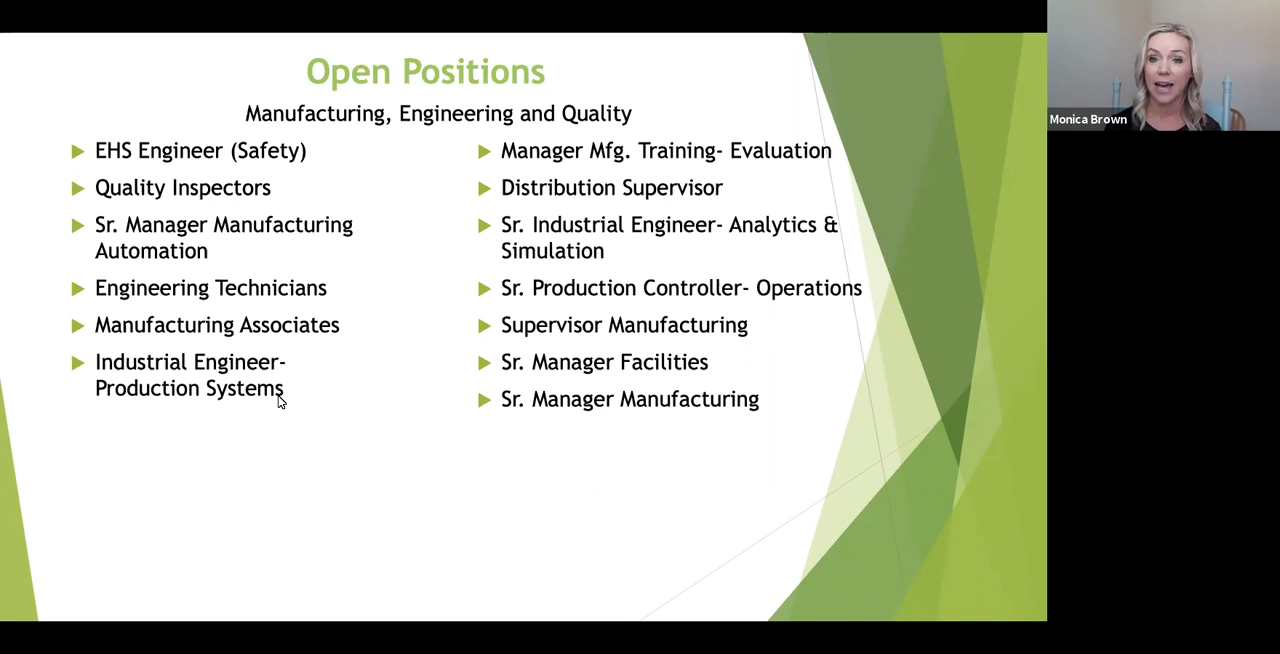 Open Positions
Manufacturing, Engineering and Quality
EHS Engineer (Safety)
Quality Inspectors
Sr. Manager Manufacturing
Automation
Engineering Technicians
Manufacturing Associates
Industrial Engineer-
Production Systems
Manager Mfg. Training- Evaluation
Distribution Supervisor
Sr. Industrial Engineer- Analytics &
Simulation
Sr. Production Controller- Operations
Supervisor Manufacturing
Sr. Manager Facilities
Sr. Manager Manufacturing
Monica Brown